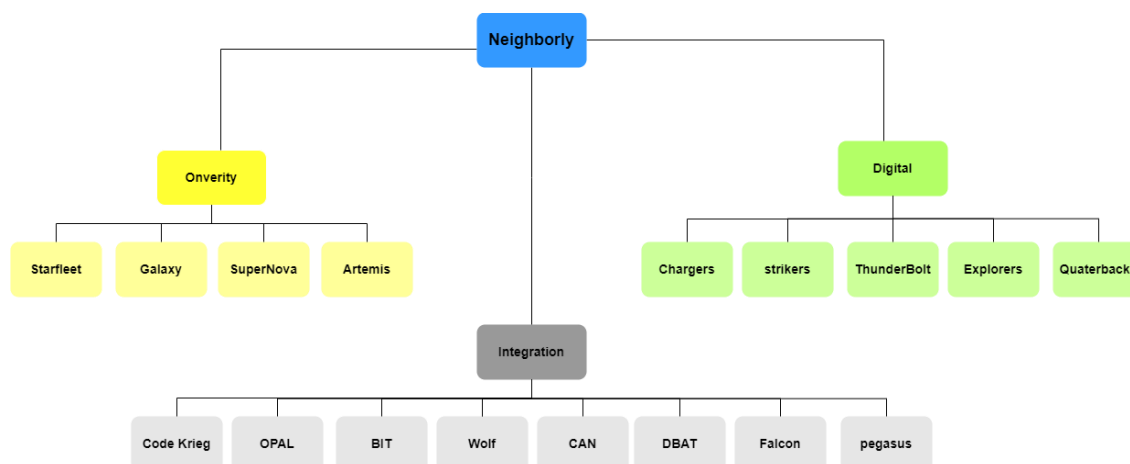 Neighborly
Onverity
Digital
Starfleet
Galaxy
SuperNova
Artemis
Chargers
strikers
ThunderBolt
Explorers
Quaterback
Integration
Code Krieg
OPAL
BIT
Wolf
CAN
DBAT
Falcon
pegasus